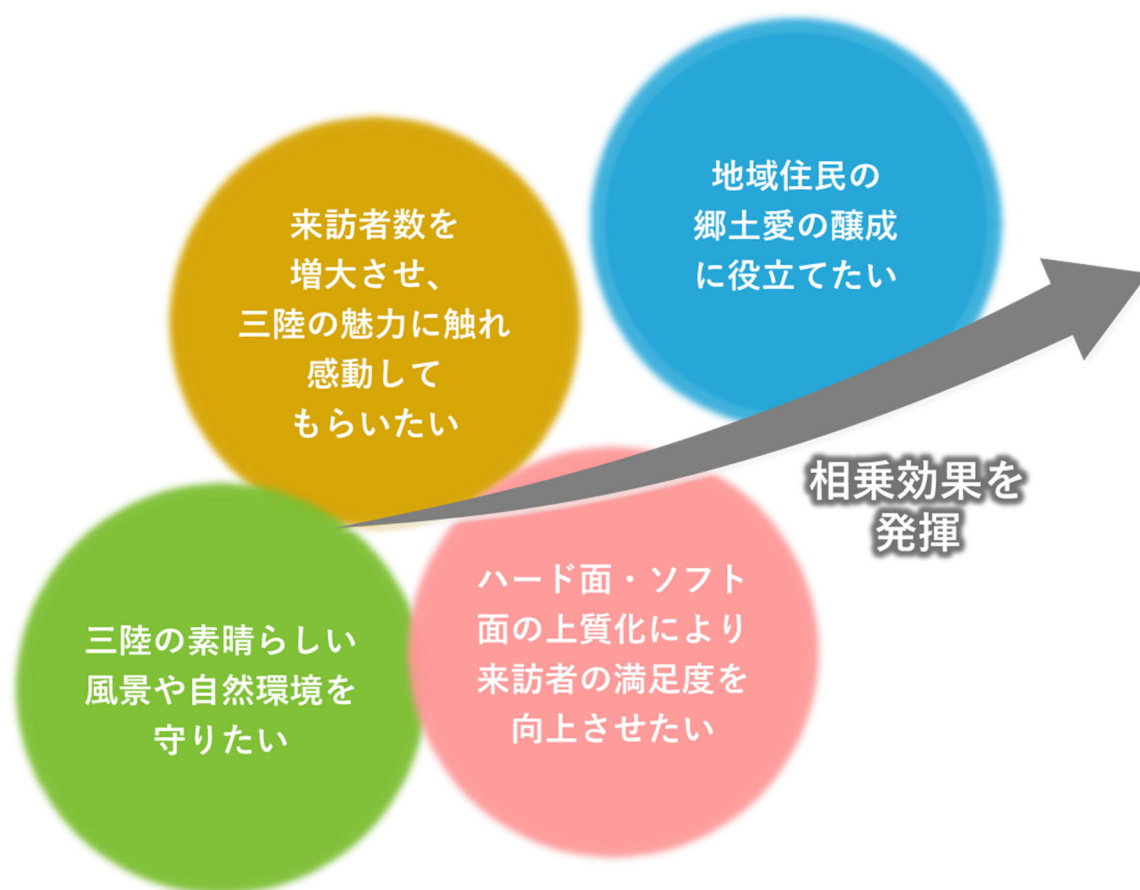 地域住民の
郷土愛の醸成
に役立てたい
来訪者数を
増大させ、
三陸の魅力に触れ
感動して
もらいたい
相乗効果を
発揮
ハード面・ソフト
面の上質化により
来訪者の満足度を
向上させたい
三陸の素晴らしい
風景や自然環境を
守りたい